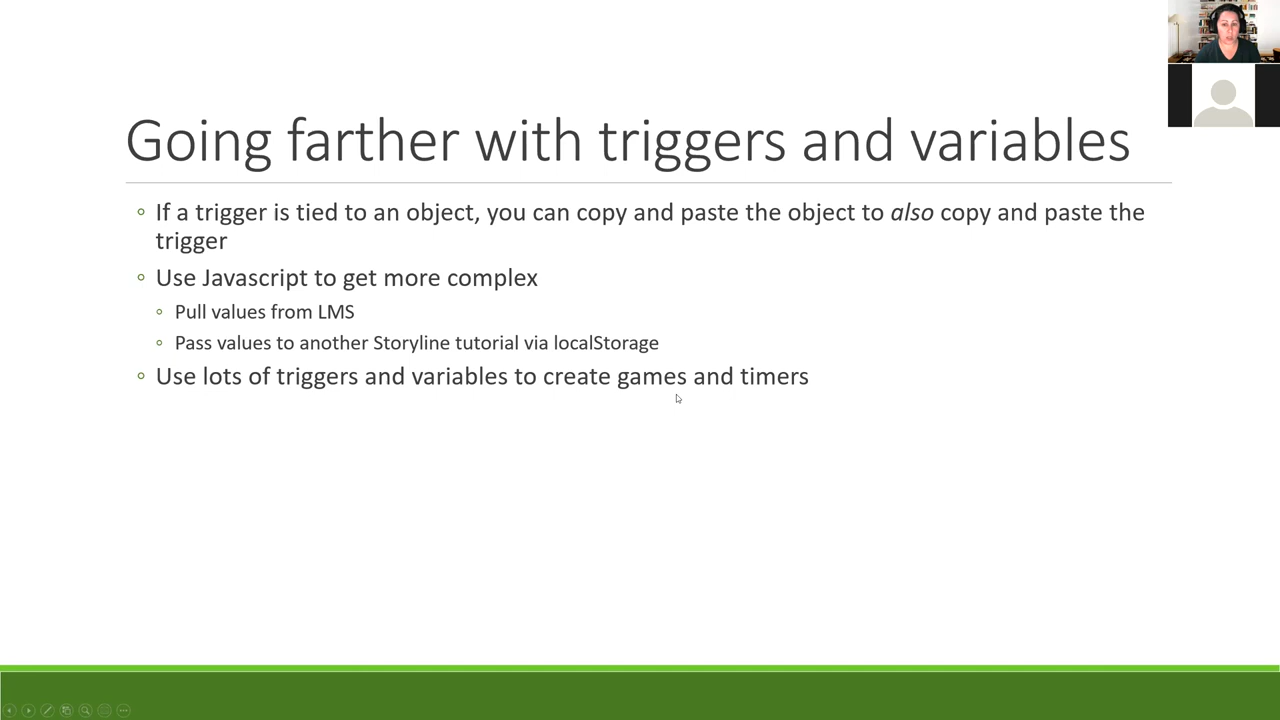 Going farther with triggers and variables
If a trigger is tied to an object, you can copy and paste the object to also copy and paste the
trigger
Use Javascript to get more complex
Pull values from LMS
Pass values to another Storyline tutorial via localStorage
Use lots of triggers and variables to create games and timers